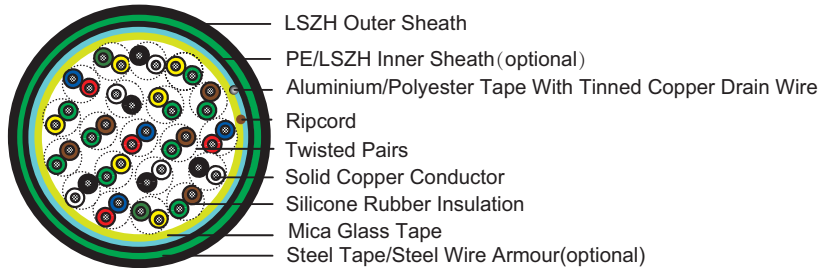 LSZH Outer Sheath
PE/LSZH Inner Sheath（optional）
Aluminium/Polyester Tape With Tinned Copper Drain Wire
Ripcord
Twisted Pairs
Solid Copper Conductor
Silicone Rubber Insulation
Mica Glass Tape
Steel Tape/Steel Wire Armour(optional)